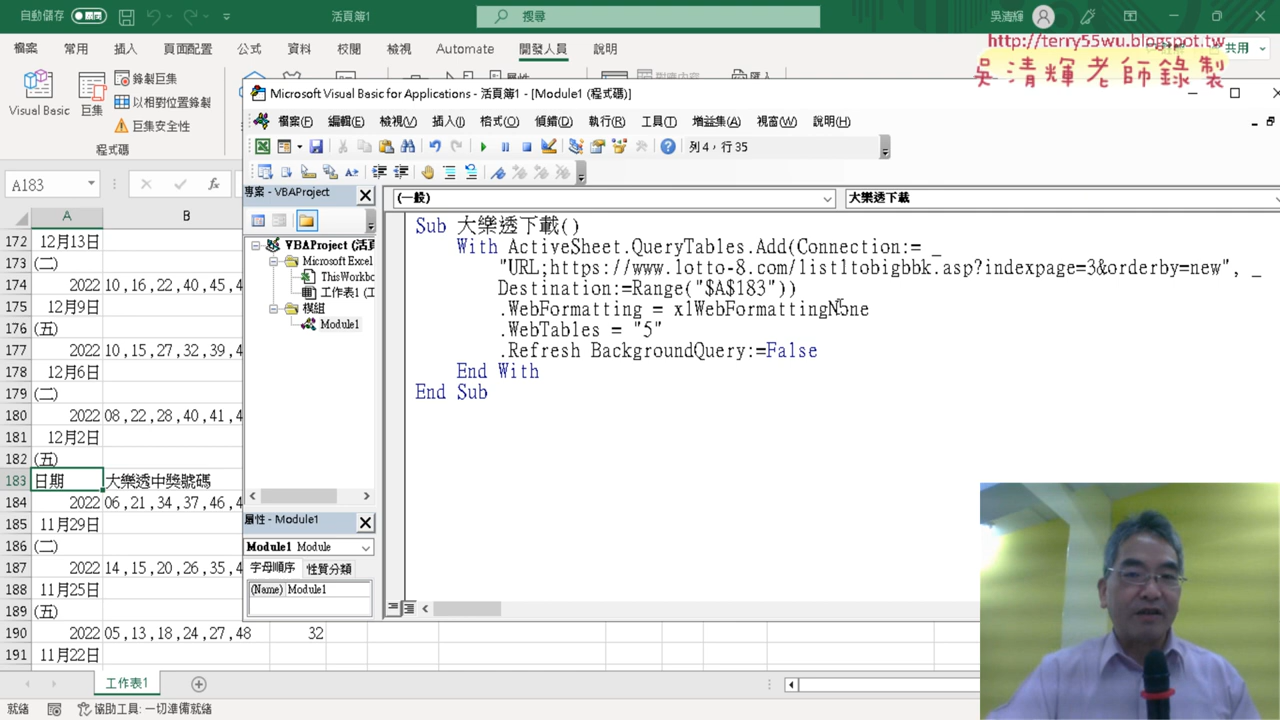 自動儲存
活頁簿1
搜尋
吳清輝
http://terry55wu.blogspot.tw
吳清輝老師錄製
檔案 常用 插入 頁面配置 公式 資料 校閱 檢視 Automate 開發人員 說明
共用
Visual Basic
巨集
錄製巨集
以相對位置錄製
巨集安全性
程式碼
Microsoft Visual Basic for Applications - 活頁簿1 - [Module1 (程式碼)]
檔案(F) 編輯(E) 檢視(V) 插入(I) 格式(O) 偵錯(D) 執行(R) 工具(T) 增益集(A) 視窗(W) 說明(H)
列 4，行 35
A183
專案 - VBAProject
(一般)
大樂透下載
VBAProject (活頁
Microsoft Excel
ThisWorkbo
工作表1 (工
模組
Module1
Sub 大樂透下載()
With ActiveSheet.QueryTables.Add(Connection:= _
"URL;https://www.lotto-8.com/listltobigbbk.asp?indexpage=3&orderby=new", _
Destination:=Range("$A$183"))
.WebFormatting = xlWebFormattingNone
.WebTables = "5"
.Refresh BackgroundQuery:=False
End With
End Sub
屬性 - Module1
Module1 Module
字母順序 性質分類
(Name) Module1
A B
172 12月13日
173 (二)
174 2022 10,16,22,40,45,4
175 12月9日
176 (五)
177 2022 10,15,27,32,39,4
178 12月6日
179 (二)
180 2022 08,22,28,40,41,4
181 12月2日
182 (五)
183 日期 大樂透中獎號碼
184 2022 06,21,34,37,46,4
185 11月29日
186 (二)
187 2022 14,15,20,26,35,4
188 11月25日
189 (五)
190 2022 05,13,18,24,27,48 32
191 11月22日
工作表1
就緒
協助工具: 一切準備就緒